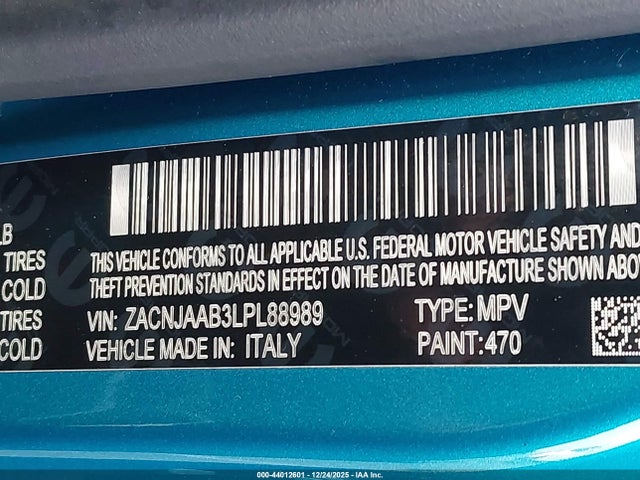 LB
TIRES
COLD
TIRES
COLD
THIS VEHICLE CONFORMS TO ALL APPLICABLE U.S. FEDERAL MOTOR VEHICLE SAFETY AND
THEFT PREVENTION STANDARDS IN EFFECT ON THE DATE OF MANUFACTURE SHOWN ABOV
VIN: ZACNJAAB3LPL88989 TYPE: MPV
VEHICLE MADE IN: ITALY PAINT:470
000-44012601 - 12/24/2025 - IAA Inc.